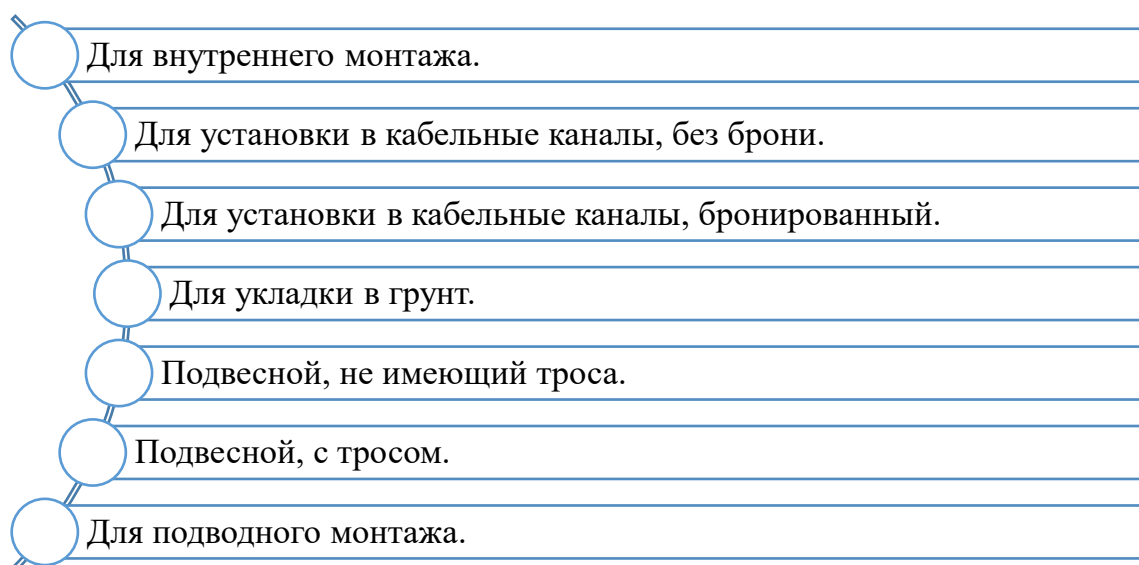 Для внутреннего монтажа.
Для установки в кабельные каналы, без брони.
Для установки в кабельные каналы, бронированный.
Для укладки в грунт.
Подвесной, не имеющий троса.
Подвесной, с тросом.
Для подводного монтажа.